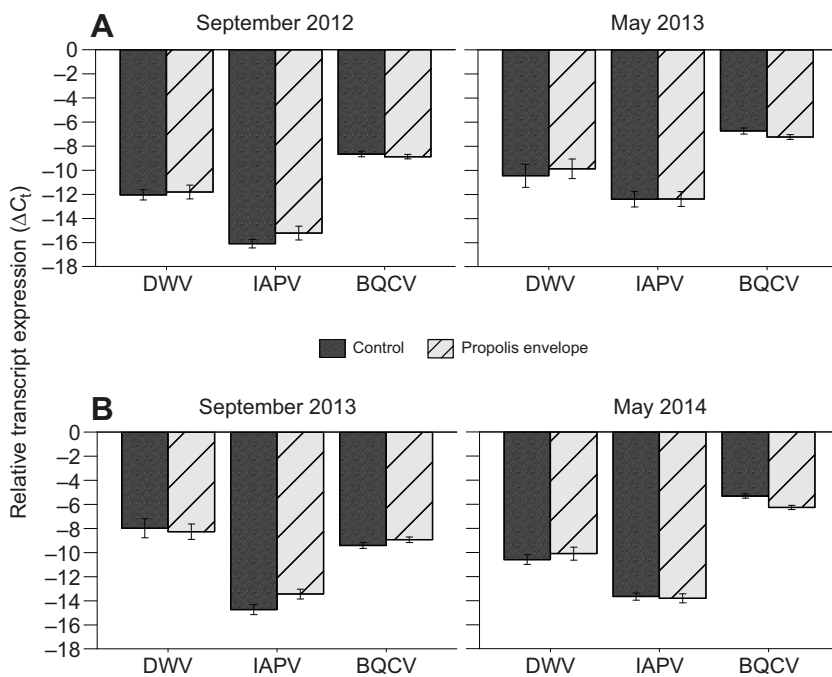 A
September 2012
May 2013
Relative transcript expression (ΔCt)
0
–2
–4
–6
–8
–10
–12
–14
–16
–18
DWV
IAPV
BQCV
DWV
IAPV
BQCV
Control
Propolis envelope
B
September 2013
May 2014
0
–2
–4
–6
–8
–10
–12
–14
–16
–18
DWV
IAPV
BQCV
DWV
IAPV
BQCV